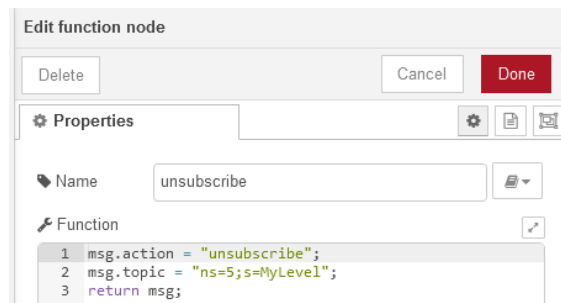 Edit function node
Delete Cancel Done
Properties
Name unsubscribe
Function
1 msg.action = "unsubscribe";
2 msg.topic = "ns=5;s=MyLevel";
3 return msg;